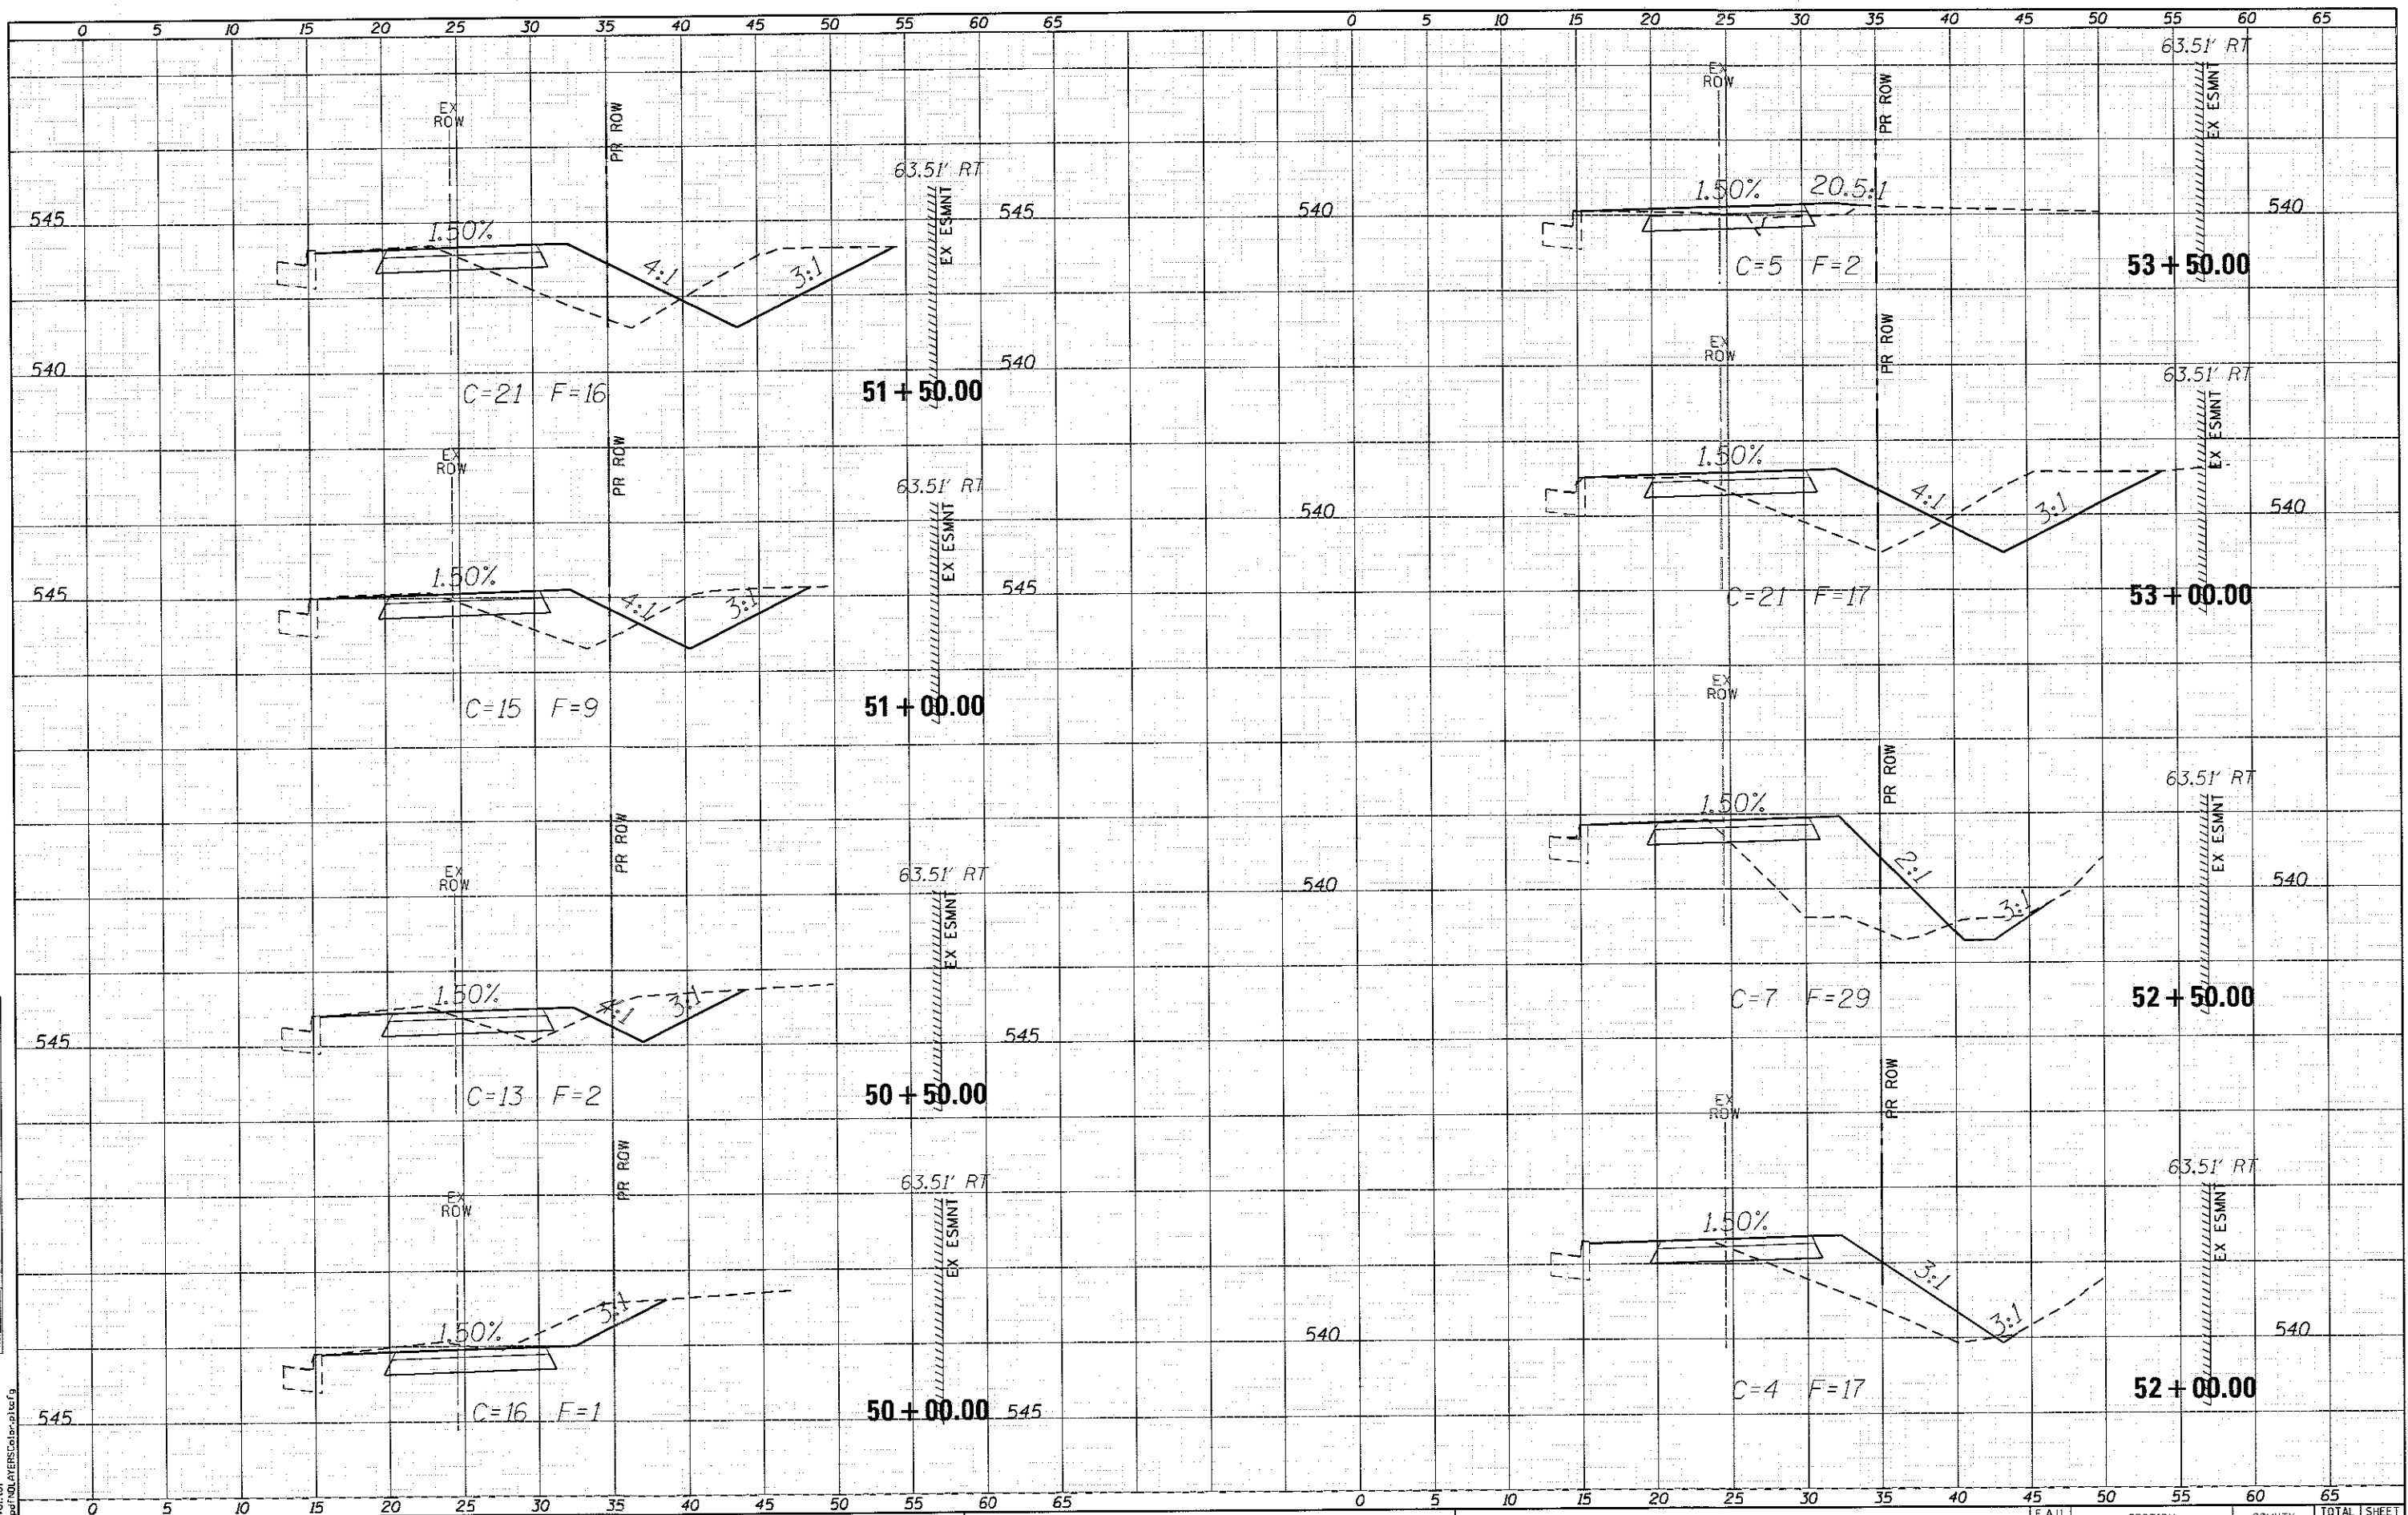 0 5 10 15 20 25 30 35 40 45 50 55 60 65 0 5 10 15 20 25 30 35 40 45 50 55 60 65
EX ROW
PR ROW
63.51' RT
EX ESMNT
545
1.50%
4:1
3:1
545
540
540
C=21 F=16
51+50.00
EX ROW
PR ROW
63.51' RT
EX ESMNT
1.50%
545
4:1
3:1
545
C=15 F=9
51+00.00
EX ROW
PR ROW
63.51' RT
EX ESMNT
1.50%
4:1
3:1
545
545
C=13 F=2
50+50.00
EX ROW
PR ROW
63.51' RT
EX ESMNT
1.50%
3:1
C=16 F=1
50+00.00
545
545
63.51' RT
EX ROW
PR ROW
EX ESMNT
1.50% 20.5:1
540
540
C=5 F=2
53+50.00
EX ROW
PR ROW
63.51' RT
EX ESMNT
1.50%
4:1
3:1
540
540
C=21 F=17
53+00.00
EX ROW
PR ROW
63.51' RT
EX ESMNT
1.50%
2:1
3:1
540
540
C=7 F=29
52+50.00
EX ROW
PR ROW
63.51' RT
EX ESMNT
1.50%
3:1
3:1
540
540
C=4 F=17
52+00.00
0 5 10 15 20 25 30 35 40 45 50 55 60 65 0 5 10 15 20 25 30 35 40 45 50 55 60 65
TOTAL SHEET